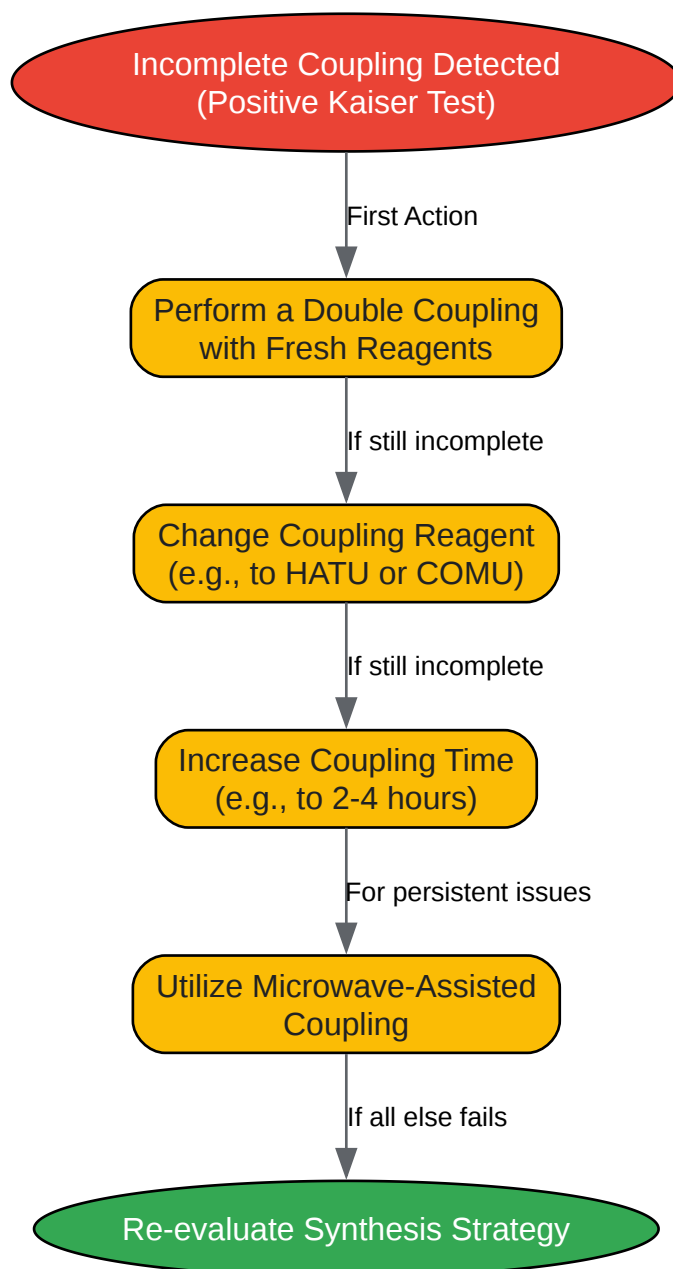 Incomplete Coupling Detected
(Positive Kaiser Test)
First Action
Perform a Double Coupling
with Fresh Reagents
If still incomplete
Change Coupling Reagent
(e.g., to HATU or COMU)
If still incomplete
Increase Coupling Time
(e.g., to 2-4 hours)
For persistent issues
Utilize Microwave-Assisted
Coupling
If all else fails
Re-evaluate Synthesis Strategy